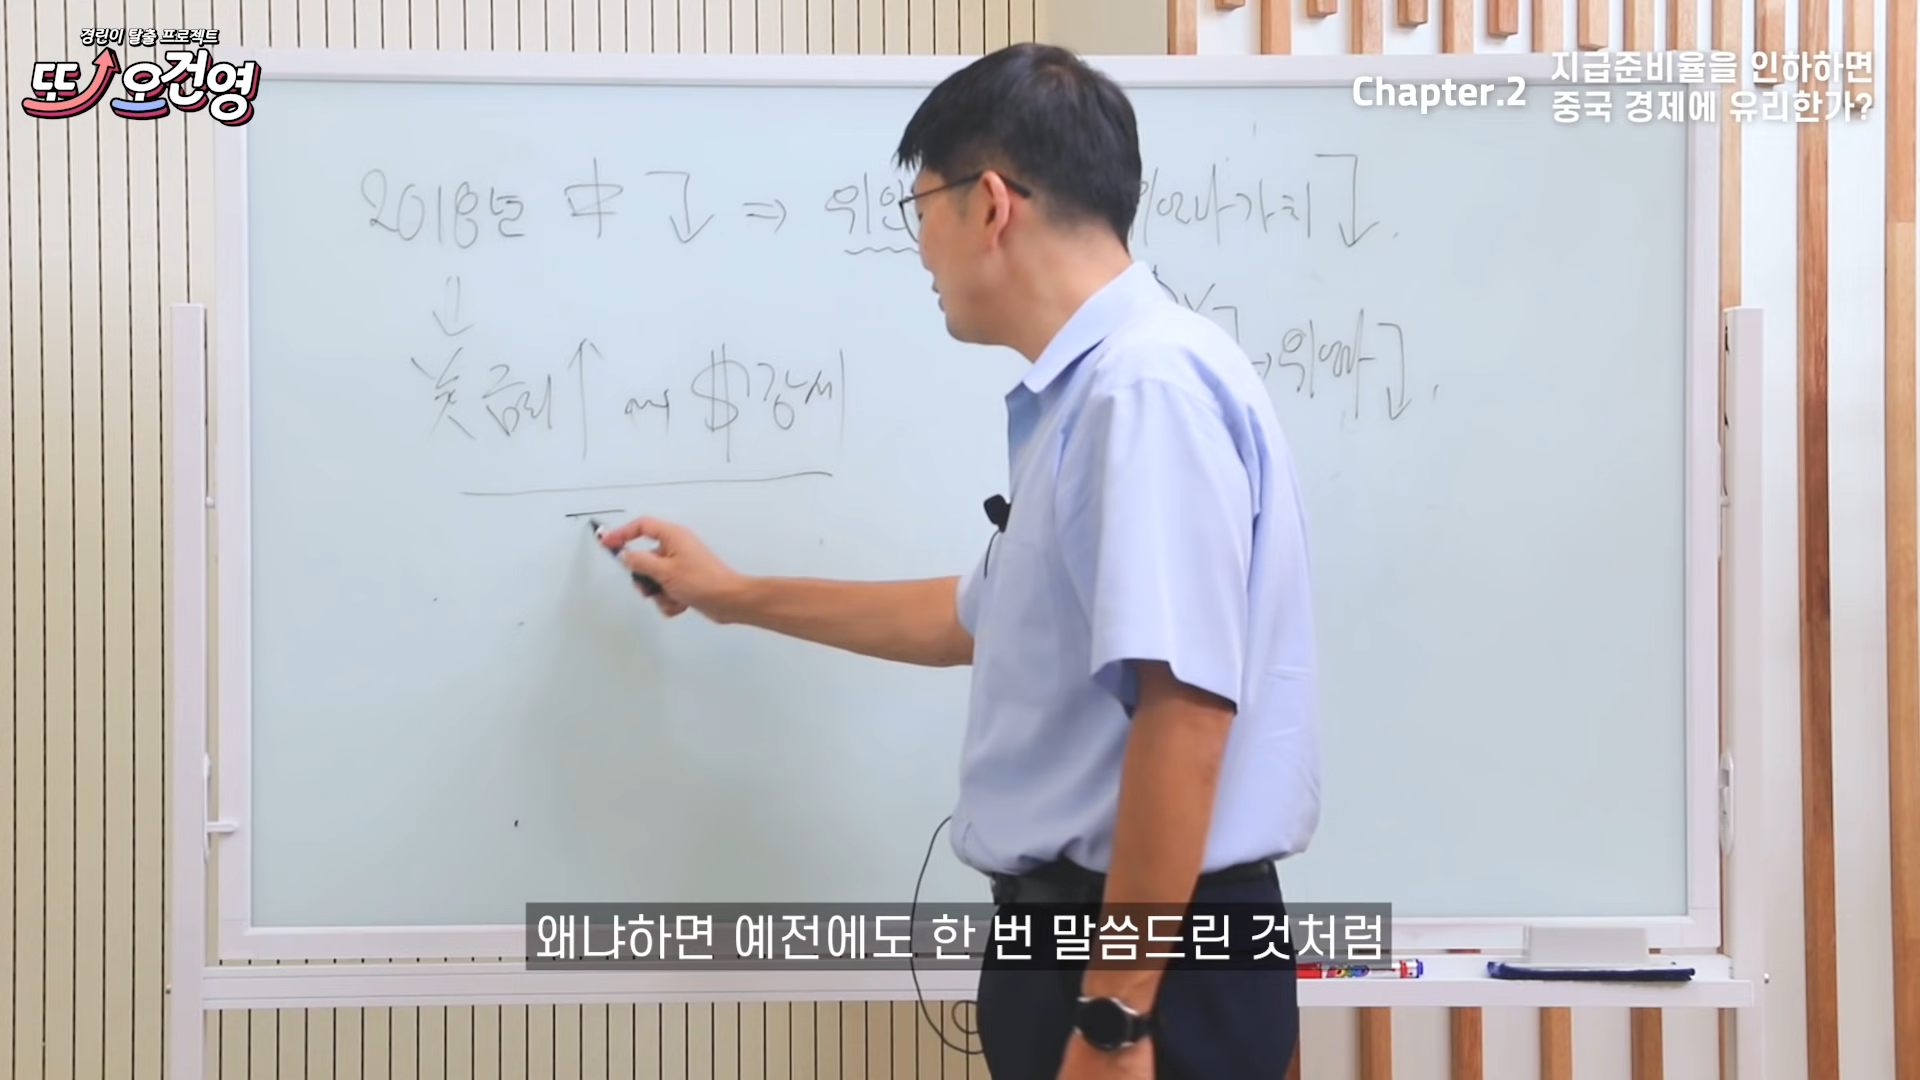 경린이 탈출 프로젝트
또 오건영
Chapter.2
지급준비율을 인하하면
중국 경제에 유리한가?
2018년 中 ⇒ 위안
가치
美 금리↑ $강세
왜냐하면 예전에도 한 번 말씀드린 것처럼